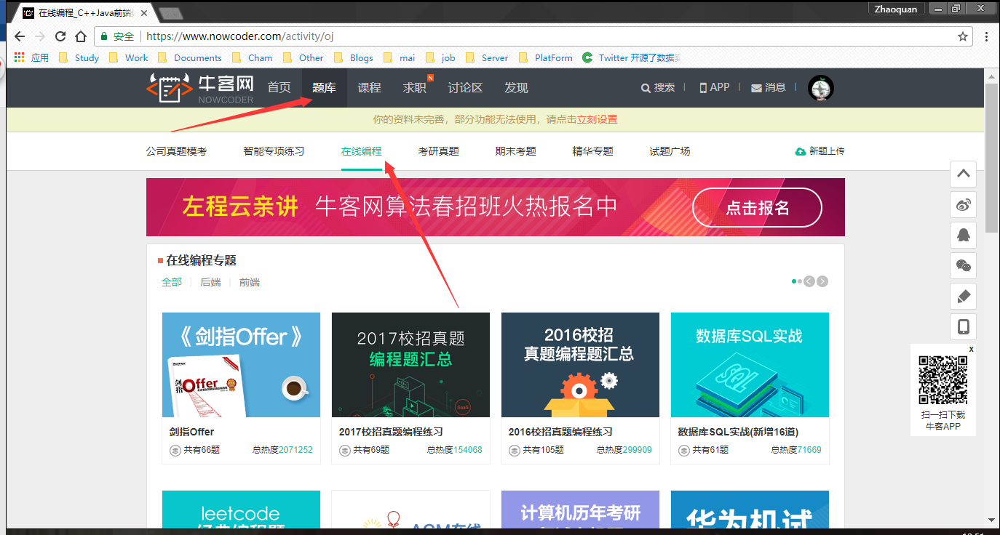 在线编程_C++Java前端
Zhaoquan
安全 https://www.nowcoder.com/activity/oj
应用 Study Work Documents Cham Other Blogs mai job Server PlatForm Twitter 开源了数据
牛客网
NOWCODER
首页 题库 课程 求职 N 讨论区 发现 搜索 APP 消息
你的资料未完善，部分功能无法使用，请点击立刻设置
公司真题模考 智能专项练习 在线编程 考研真题 期末考题 精华专题 试题广场 新题上传
左程云亲讲 牛客网算法春招班火热报名中 点击报名
在线编程专题
全部 后端 前端
《剑指Offer》
剑指Offer
剑指Offer
共有66题 总热度2071252
2017校招真题
编程题汇总
SaaS
2017校招真题编程练习
共有69题 总热度154068
2016校招
真题编程题汇总
2016校招真题编程练习
共有105题 总热度299909
数据库SQL实战
SQL
数据库SQL实战(新增16道)
共有61题 总热度71669
x
扫一扫下载
牛客APP
leetcode
经典编程题
ACM在线
计算机历年考研
华为机试